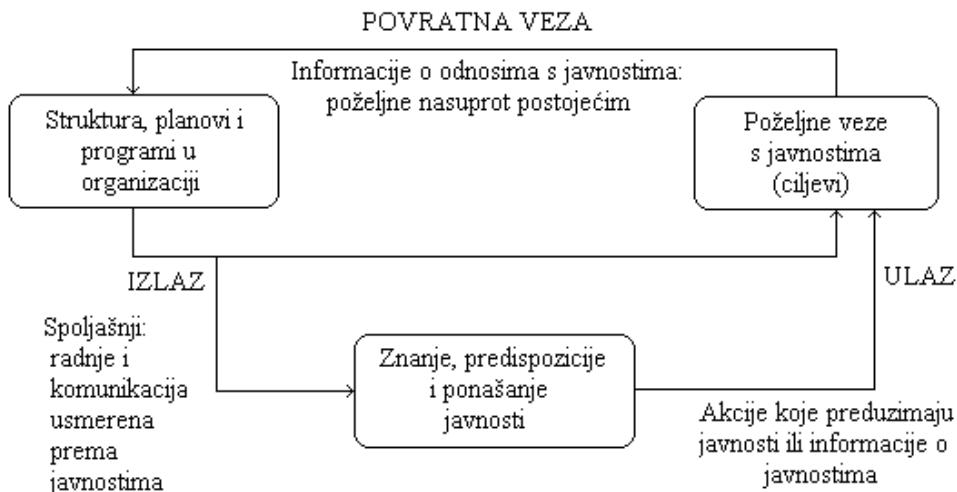 POVRATNA VEZA
Informacije o odnosima s javnostima:
poželjne nasuprot postojećim
Struktura, planovi i
programi u
organizaciji
Poželjne veze
s javnostima
(ciljevi)
IZLAZ
ULAZ
Spoljašnji:
radnje i
komunikacija
usmerena
prema
javnostima
Znanje, predispozicije
i ponašanje
javnosti
Akcije koje preduzimaju
javnosti ili informacije o
javnostima